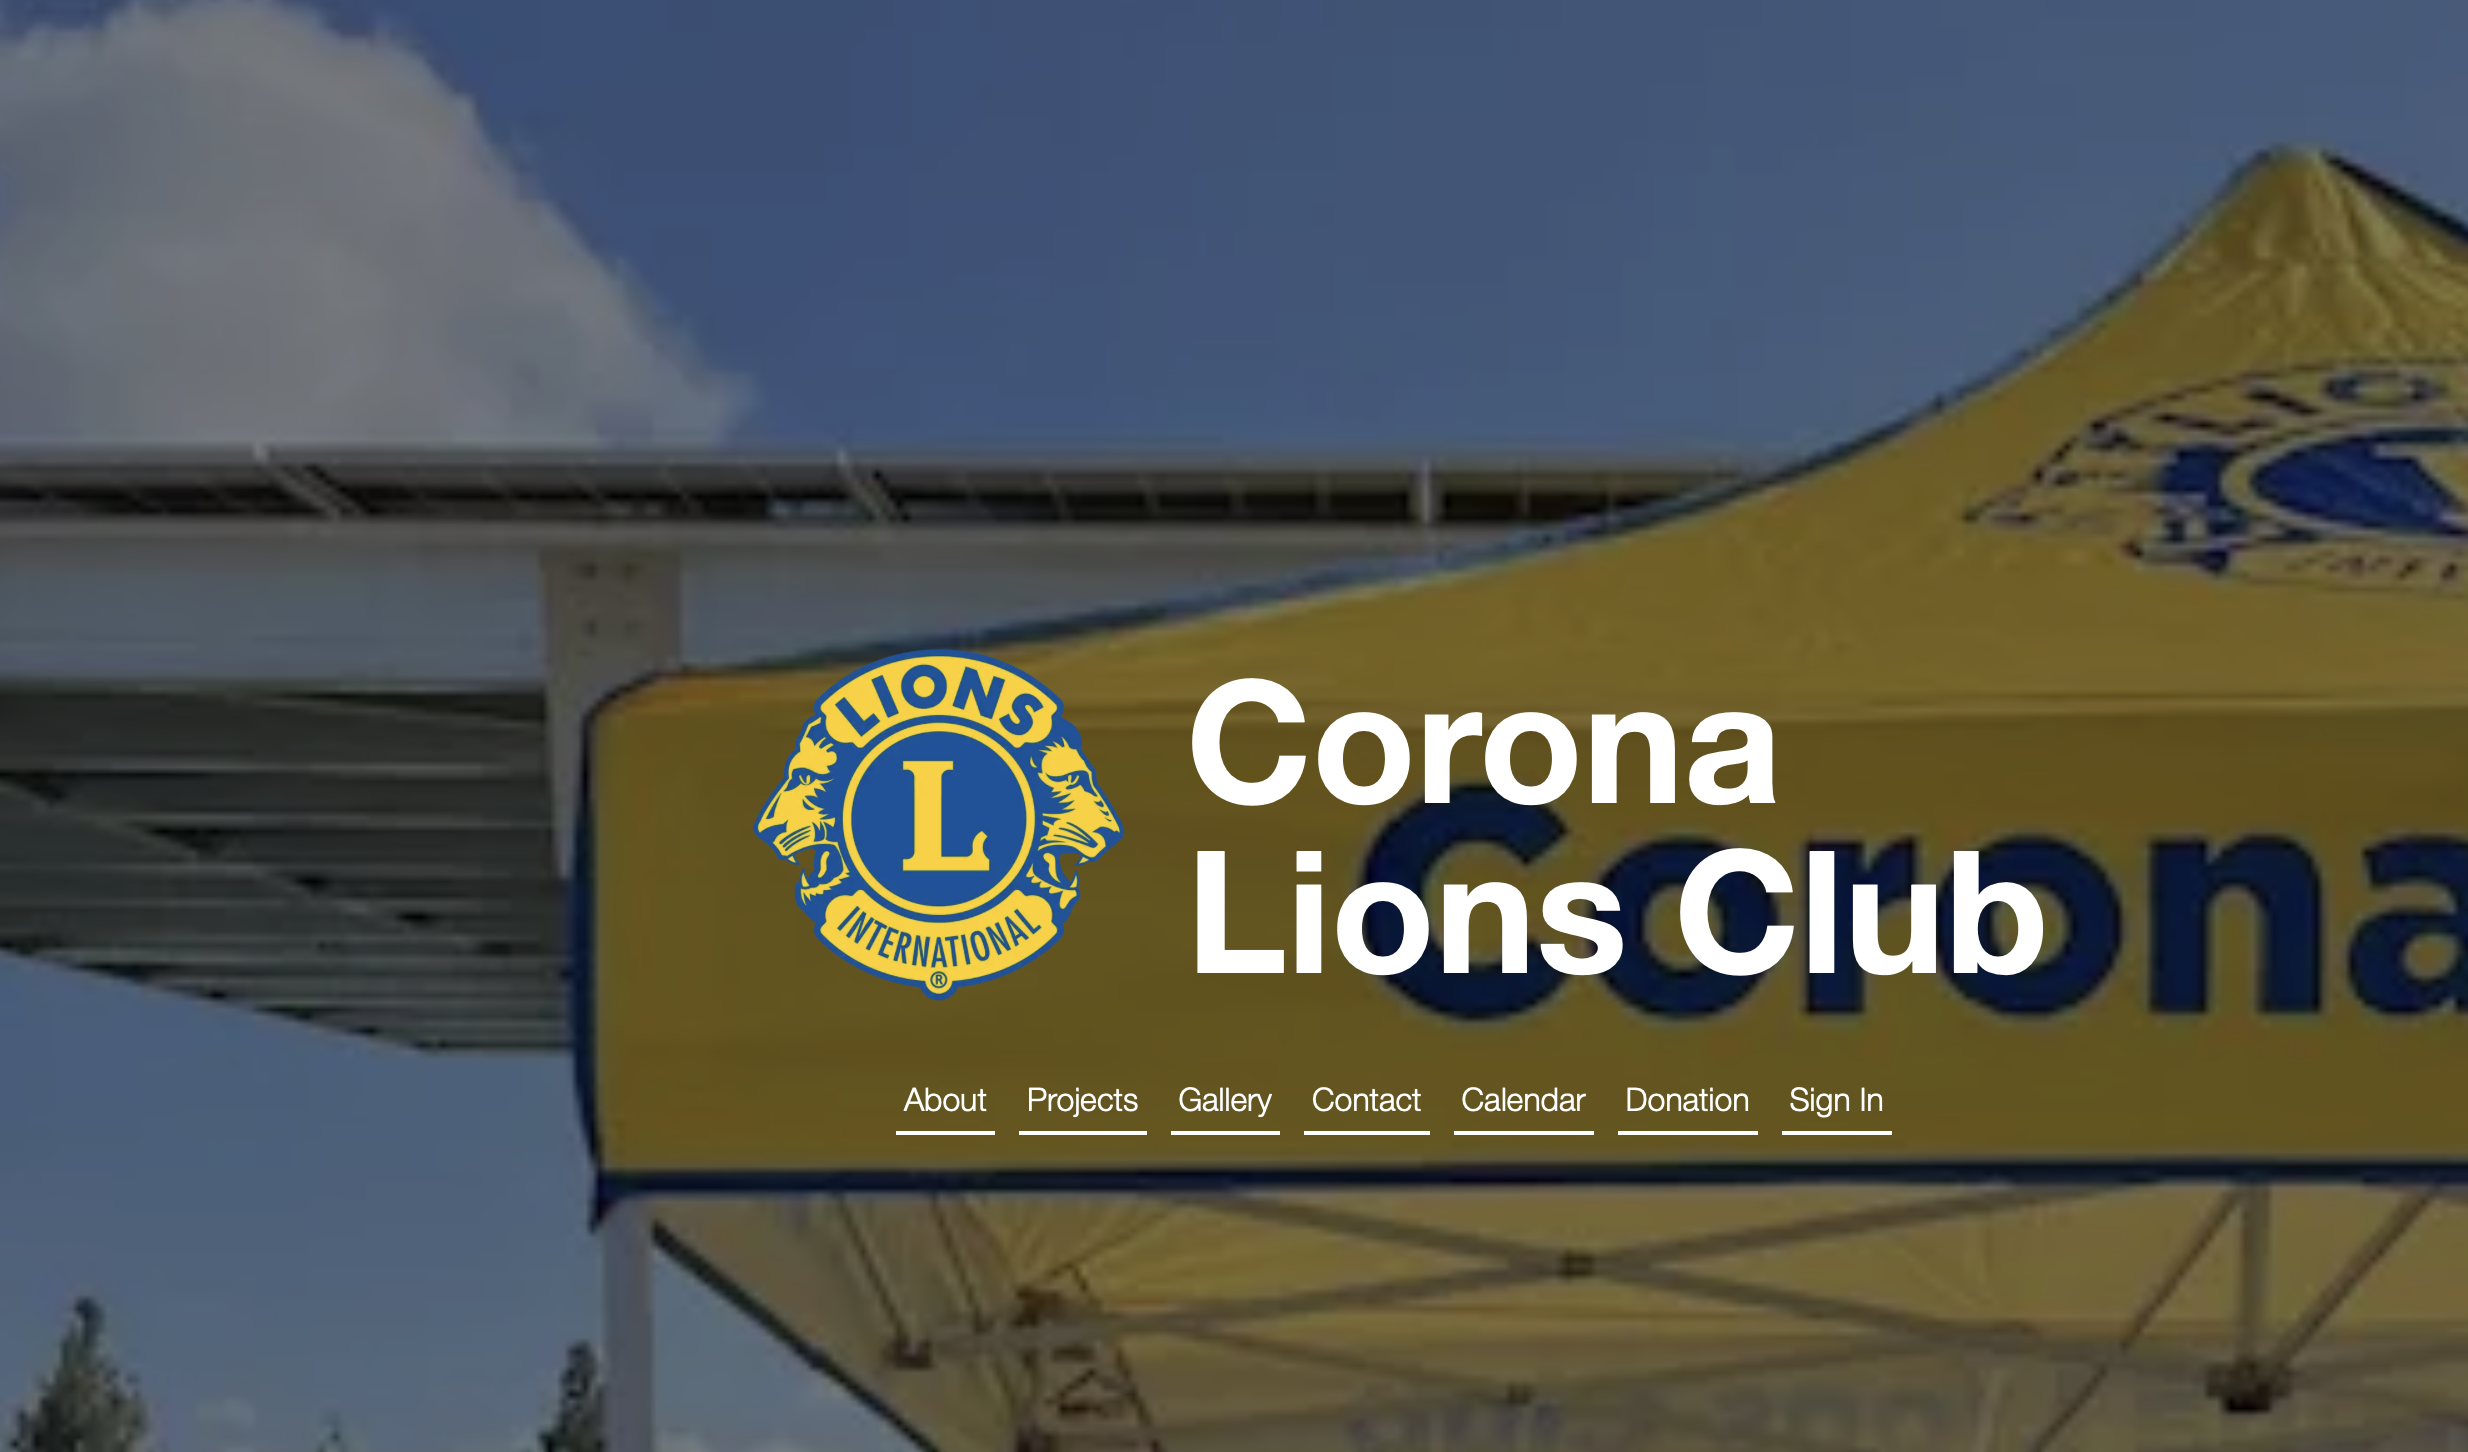 LIONS
L
INTERNATIONAL
®
Corona
Lions Club
Corona
About Projects Gallery Contact Calendar Donation Sign In